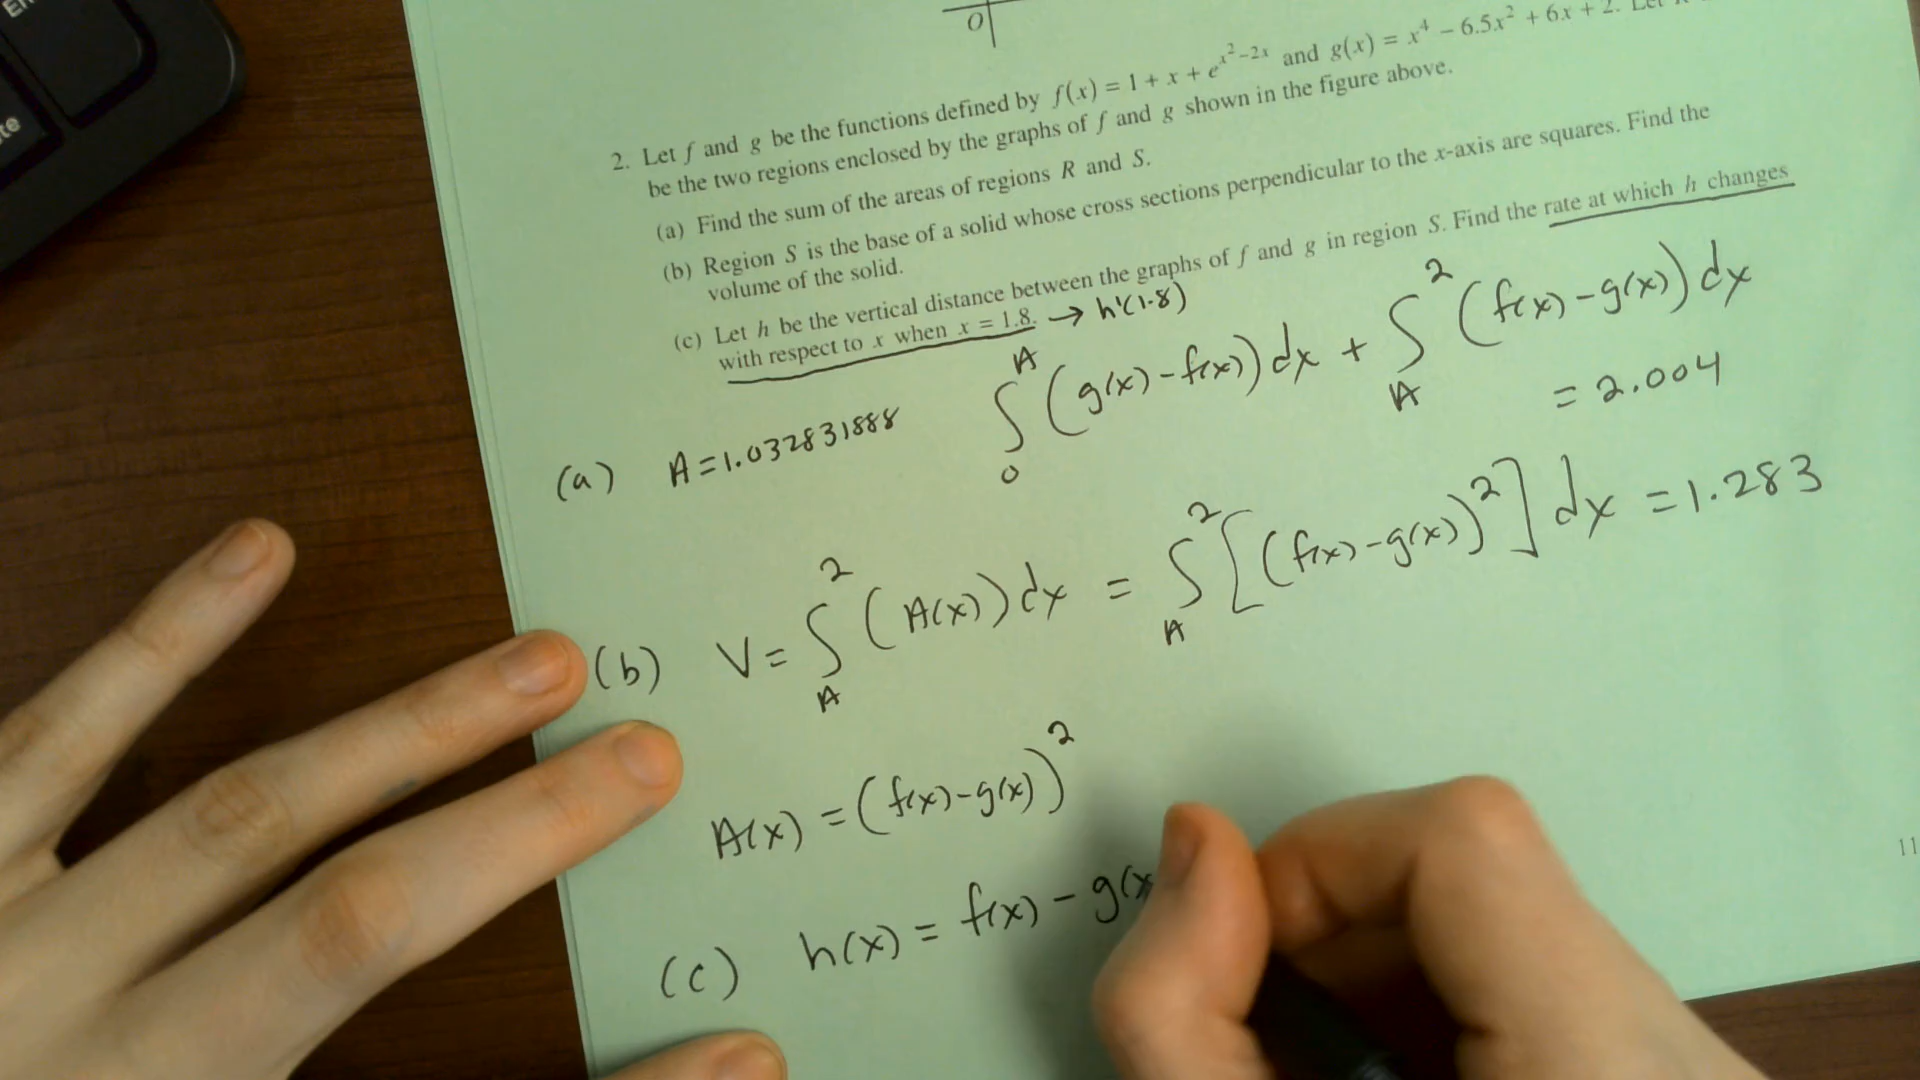 0
2. Let f and g be the functions defined by f(x) = 1 + x + e^{x^2-2x} and g(x) = x^4 − 6.5x^2 + 6x + 2. Let
be the two regions enclosed by the graphs of f and g shown in the figure above.
(a) Find the sum of the areas of regions R and S.
(b) Region S is the base of a solid whose cross sections perpendicular to the x-axis are squares. Find the
volume of the solid.
(c) Let h be the vertical distance between the graphs of f and g in region S. Find the rate at which h changes
with respect to x when x = 1.8. → h'(1.8)
(a) A = 1.032831888 ∫_0^A (g(x) - f(x)) dx + ∫_A^2 (f(x) - g(x)) dx
= 2.004
(b) V = ∫_A^2 (A(x)) dx = ∫_A^2 [(f(x) - g(x))^2] dx = 1.283
A(x) = (f(x) - g(x))^2
(c) h(x) = f(x) - g(x
11